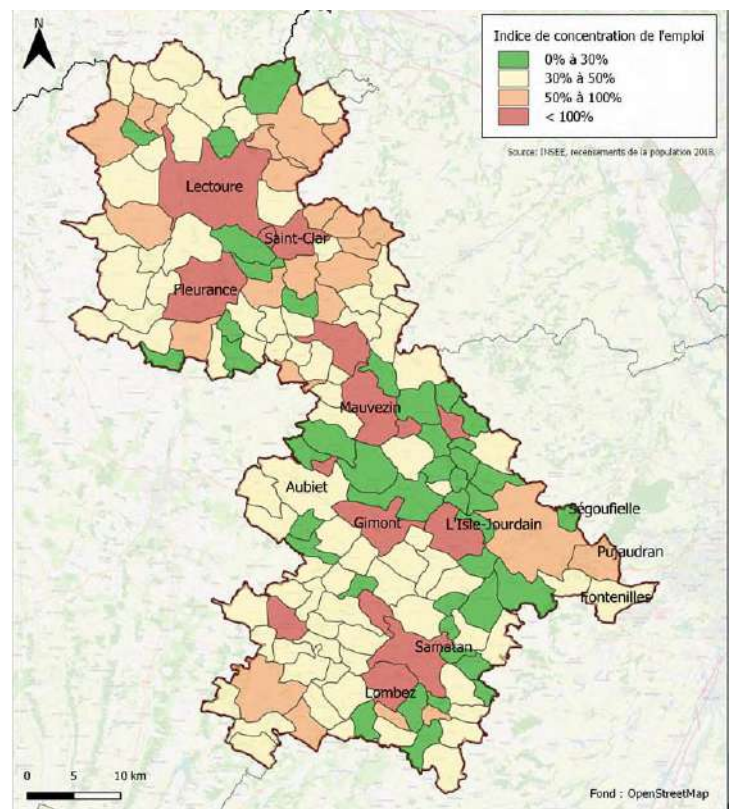 N
Indice de concentration de l'emploi
0% à 30%
30% à 50%
50% à 100%
< 100%
Source: INSEE, recensements de la population 2018.
Lectoure
Saint-Clar
Fleurance
Mauvezin
Aubiet
Gimont
L'Isle-Jourdain
Ségoufielle
Pujaudran
Fontenilles
Samatan
Lombez
0 5 10 km
Fond : OpenStreetMap